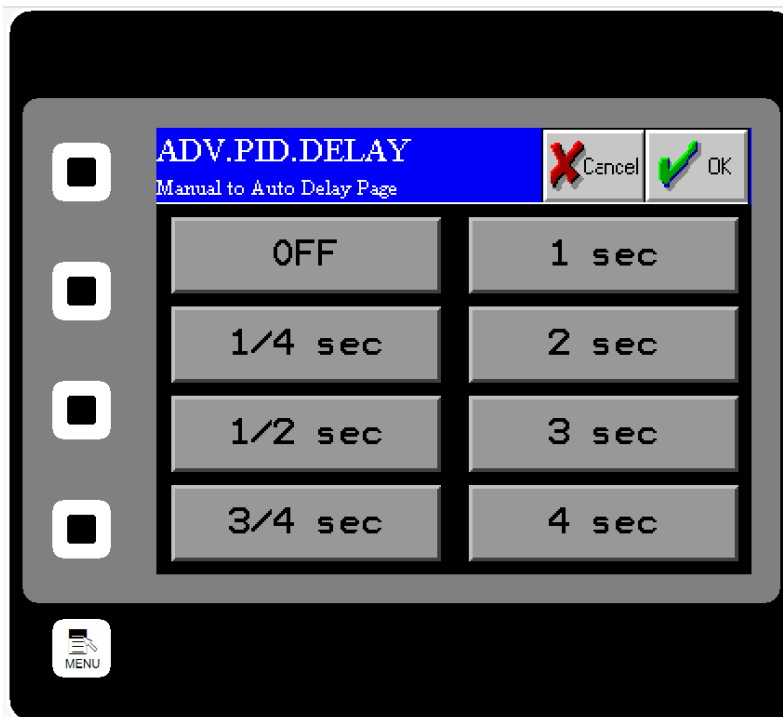 ADV.PID.DELAY
Manual to Auto Delay Page
Cancel
OK
OFF
1 sec
1/4 sec
2 sec
1/2 sec
3 sec
3/4 sec
4 sec
MENU